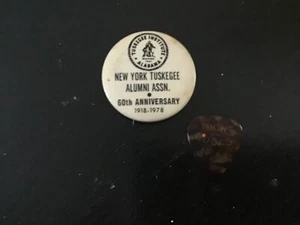 TUSKEGEE INSTITUTE
ALABAMA
NEW YORK TUSKEGEE
ALUMNI ASSN.
60th ANNIVERSARY
1918-1978